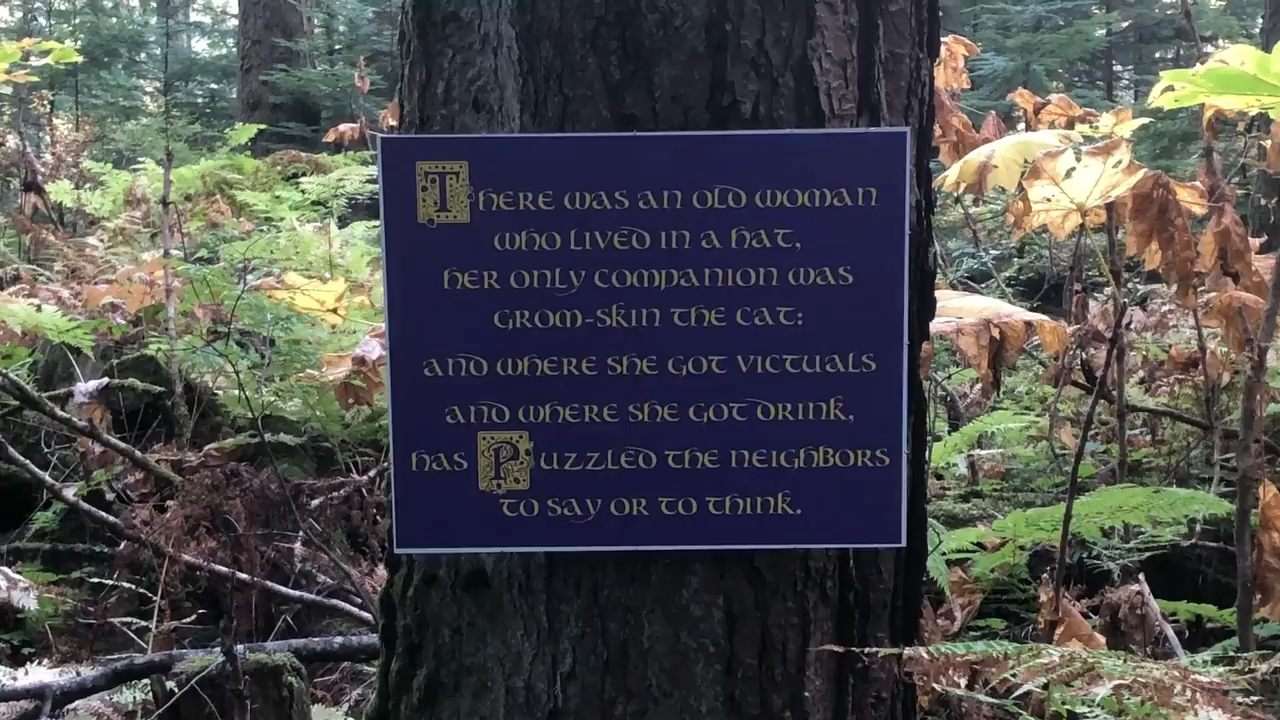 There was an old woman
who lived in a hat,
her only companion was
Grom-skin the cat:
and where she got victuals
and where she got drink,
has Puzzled the neighbors
to say or to think.